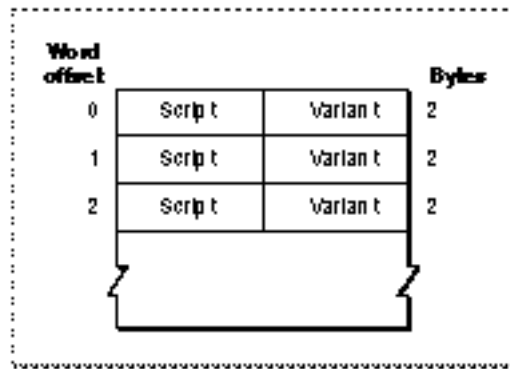 Word
offset
Bytes
0 Script Variant 2
1 Script Variant 2
2 Script Variant 2